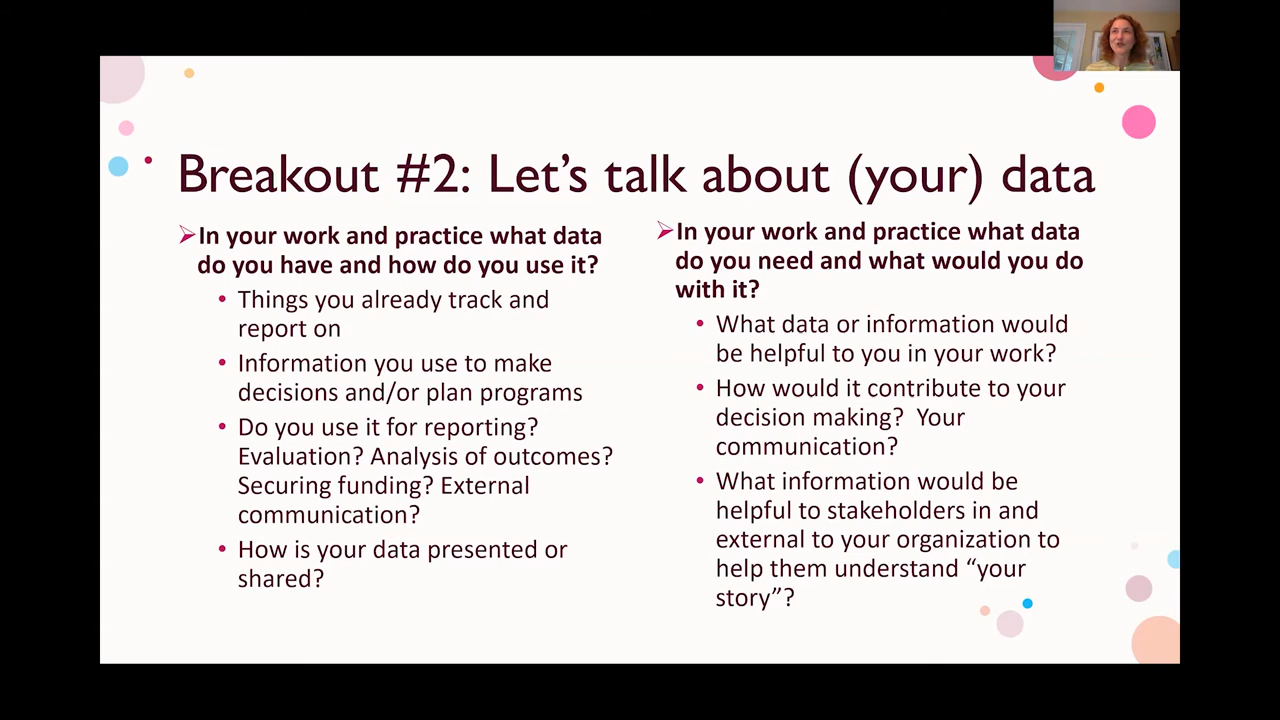 Breakout #2: Let’s talk about (your) data
In your work and practice what data
do you have and how do you use it?
• Things you already track and
report on
• Information you use to make
decisions and/or plan programs
• Do you use it for reporting?
Evaluation? Analysis of outcomes?
Securing funding? External
communication?
• How is your data presented or
shared?
In your work and practice what data
do you need and what would you do
with it?
• What data or information would
be helpful to you in your work?
• How would it contribute to your
decision making?  Your
communication?
• What information would be
helpful to stakeholders in and
external to your organization to
help them understand “your
story”?